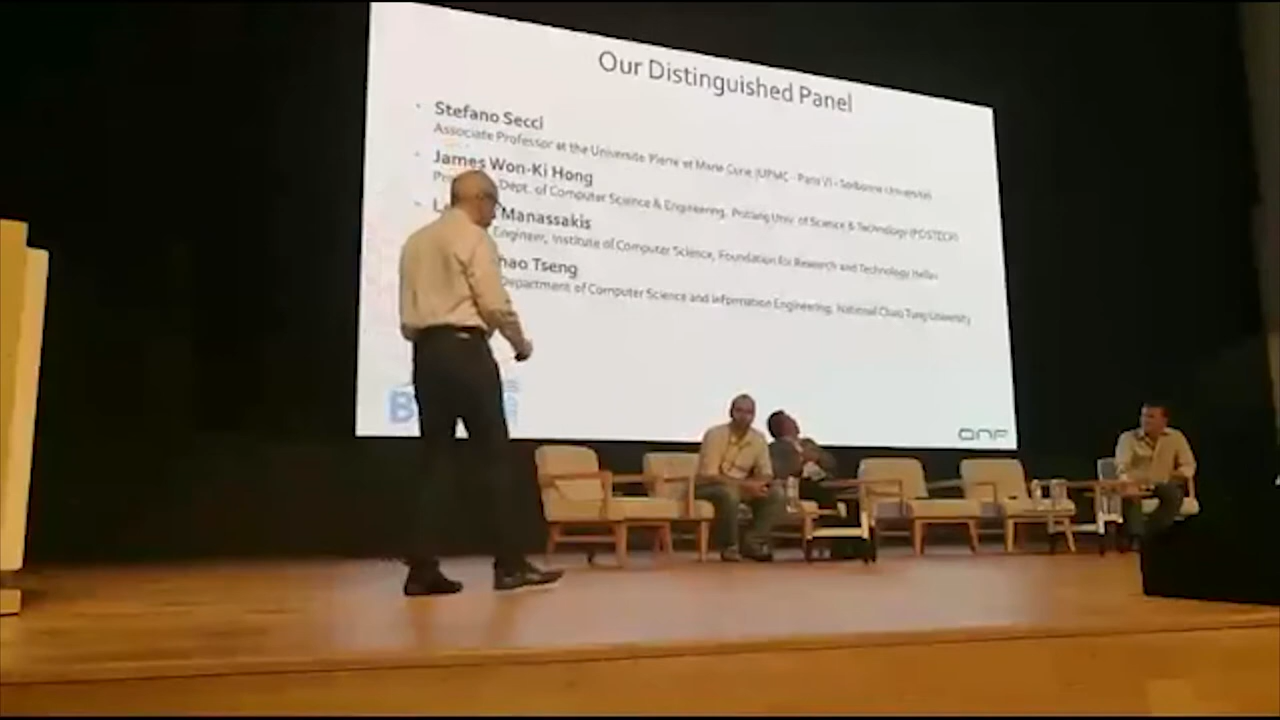 Our Distinguished Panel
Stefano Secci
Associate Professor at the Universite Pierre et Marie Curie (UPMC - Paris VI) - Sorbonne Universites
James Won-Ki Hong
Dept. of Computer Science & Engineering, Pohang Univ. of Science & Technology (POSTECH)
Manassakis
Engineer, Institute of Computer Science, Foundation for Research and Technology Hellas
hao Tseng
Department of Computer Science and Information Engineering, National Chiao Tung University
B
ONF